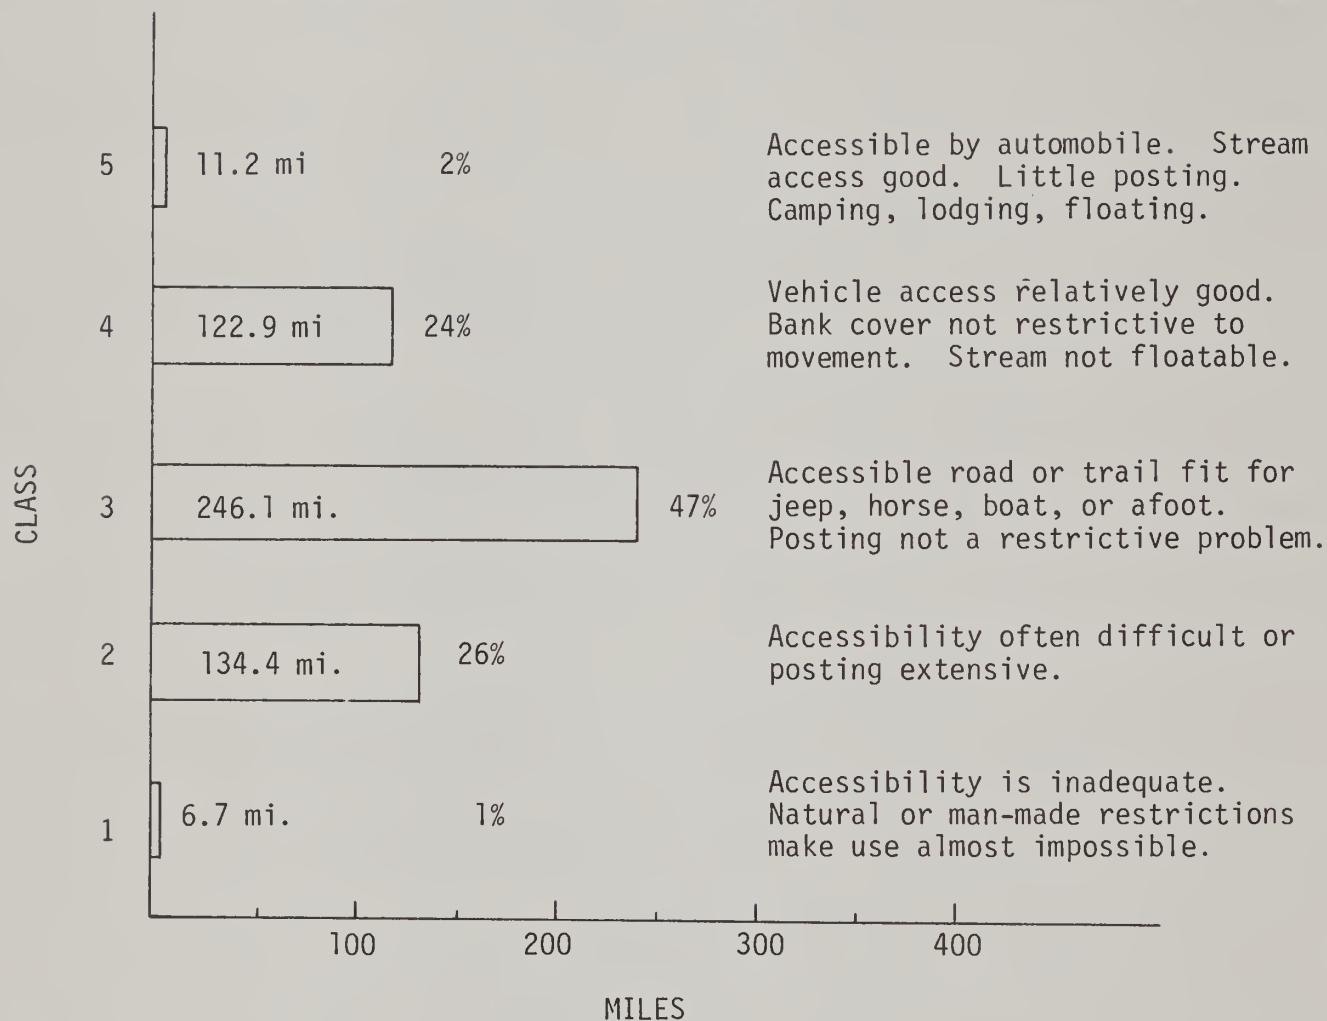 5 11.2 mi 2% Accessible by automobile. Stream
access good. Little posting.
Camping, lodging, floating.
4 122.9 mi 24% Vehicle access relatively good.
Bank cover not restrictive to
movement. Stream not floatable.
CLASS
3 246.1 mi. 47% Accessible road or trail fit for
jeep, horse, boat, or afoot.
Posting not a restrictive problem.
2 134.4 mi. 26% Accessibility often difficult or
posting extensive.
1 6.7 mi. 1% Accessibility is inadequate.
Natural or man-made restrictions
make use almost impossible.
100 200 300 400
MILES